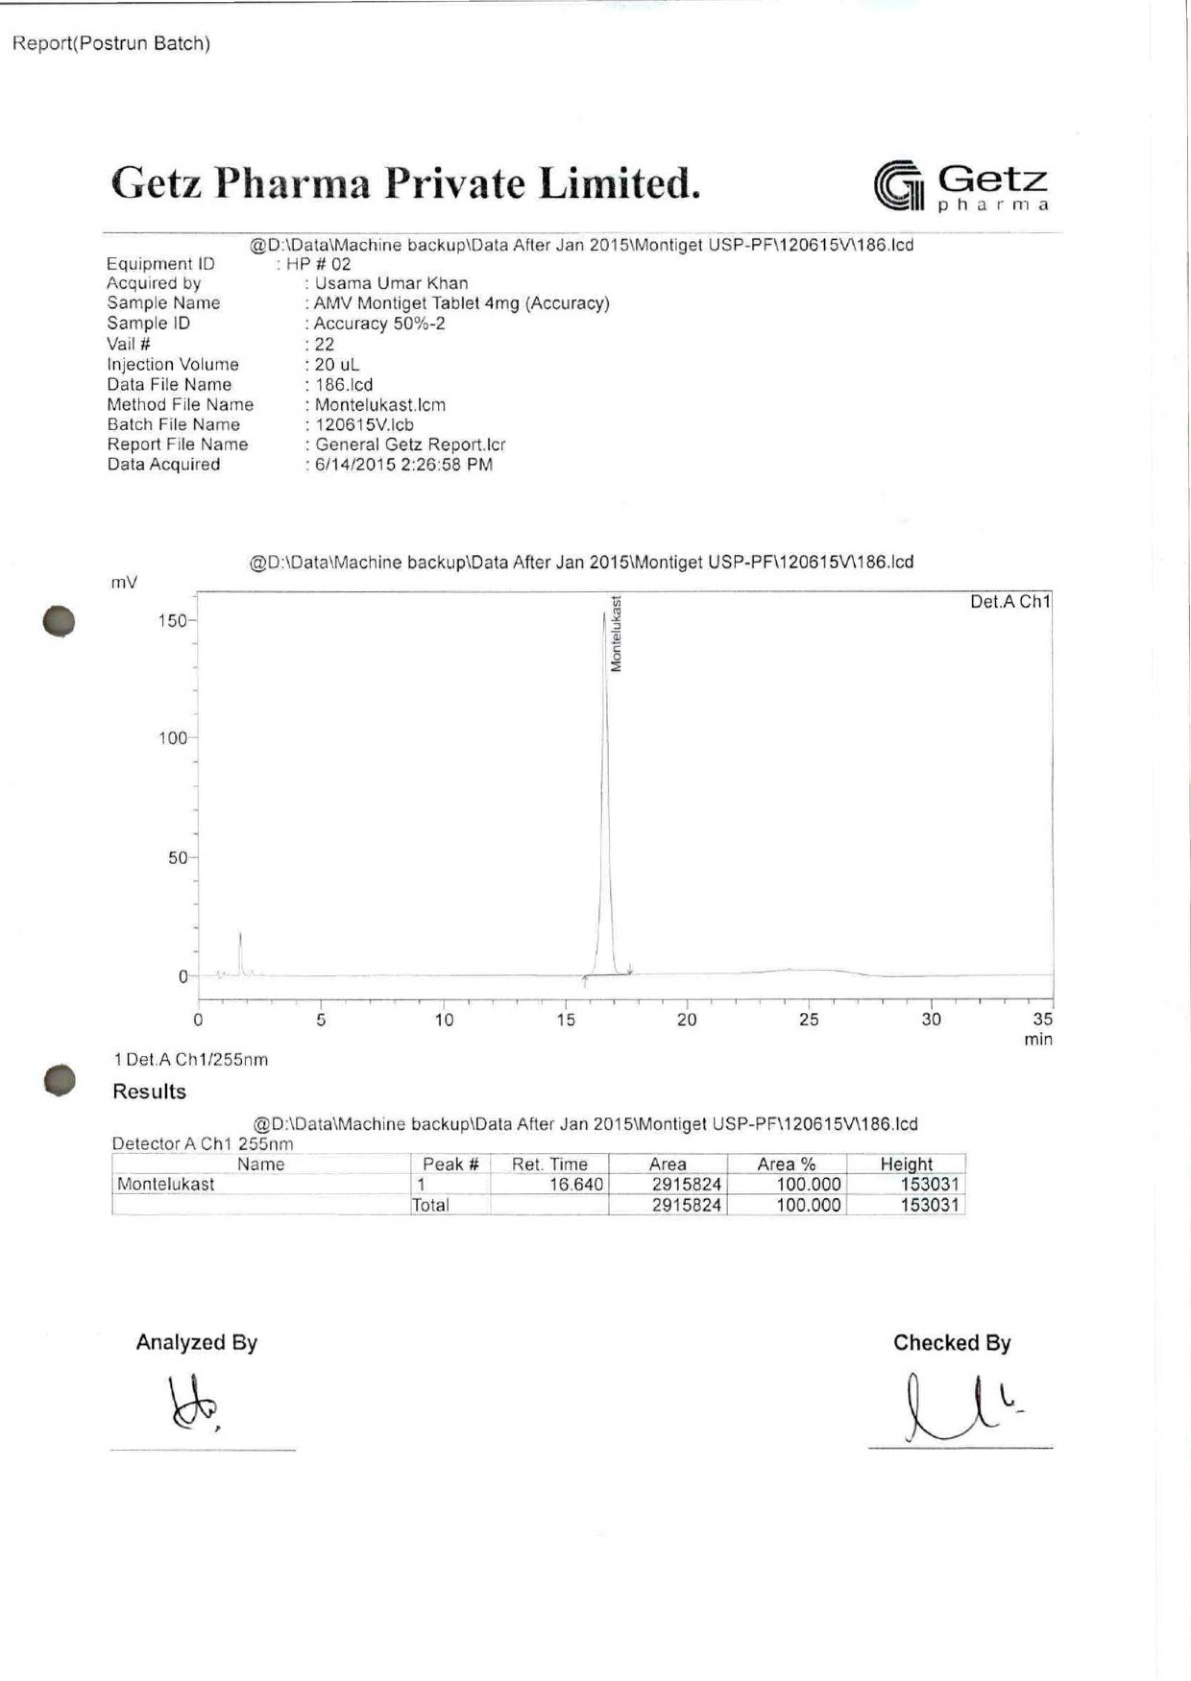 Report(Postrun Batch)
Getz Pharma Private Limited.
Getz
pharma
@D:\Data\Machine backup\Data After Jan 2015\Montiget USP-PF\120615V\186.lcd
Equipment ID : HP # 02
Acquired by : Usama Umar Khan
Sample Name : AMV Montiget Tablet 4mg (Accuracy)
Sample ID : Accuracy 50%-2
Vail # : 22
Injection Volume : 20 uL
Data File Name : 186.lcd
Method File Name : Montelukast.lcm
Batch File Name : 120615V.lcb
Report File Name : General Getz Report.lcr
Data Acquired : 6/14/2015 2:26:58 PM
@D:\Data\Machine backup\Data After Jan 2015\Montiget USP-PF\120615V\186.lcd
mV
Det.A Ch1
Montelukast
150
100
50
0
0 5 10 15 20 25 30 35
min
1 Det.A Ch1/255nm
Results
@D:\Data\Machine backup\Data After Jan 2015\Montiget USP-PF\120615V\186.lcd
Detector A Ch1 255nm
Name Peak # Ret. Time Area Area % Height
Montelukast 1 16.640 2915824 100.000 153031
Total 2915824 100.000 153031
Analyzed By Checked By